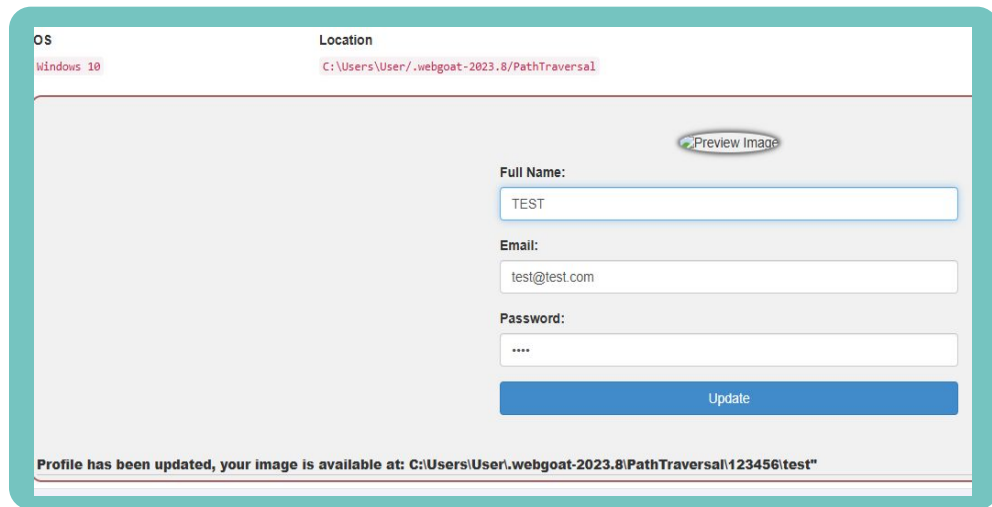 OS Location
Windows 10 C:\Users\User/.webgoat-2023.8/PathTraversal
Preview Image
Full Name:
TEST
Email:
test@test.com
Password:
••••
Update
Profile has been updated, your image is available at: C:\Users\User\.webgoat-2023.8\PathTraversal\123456\test"